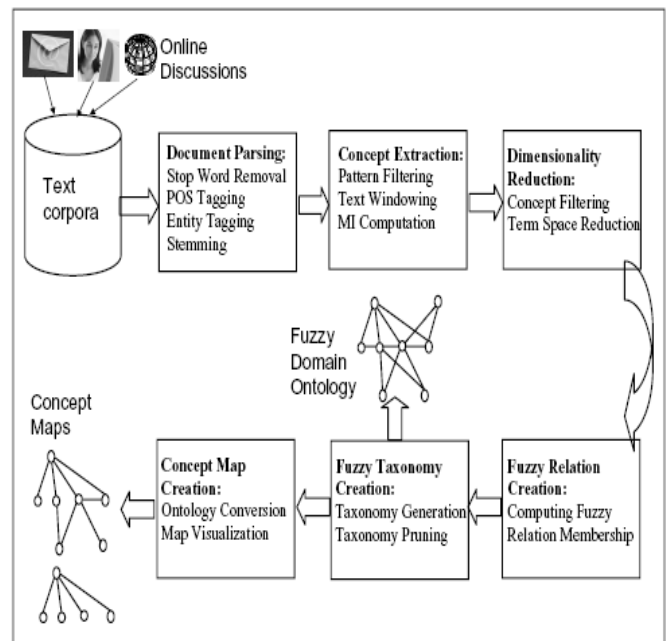 Online
Discussions
Text
corpora
Document Parsing:
Stop Word Removal
POS Tagging
Entity Tagging
Stemming
Concept Extraction:
Pattern Filtering
Text Windowing
MI Computation
Dimensionality
Reduction:
Concept Filtering
Term Space Reduction
Fuzzy
Domain
Ontology
Concept
Maps
Concept Map
Creation:
Ontology Conversion
Map Visualization
Fuzzy Taxonomy
Creation:
Taxonomy Generation
Taxonomy Pruning
Fuzzy Relation
Creation:
Computing Fuzzy
Relation Membership